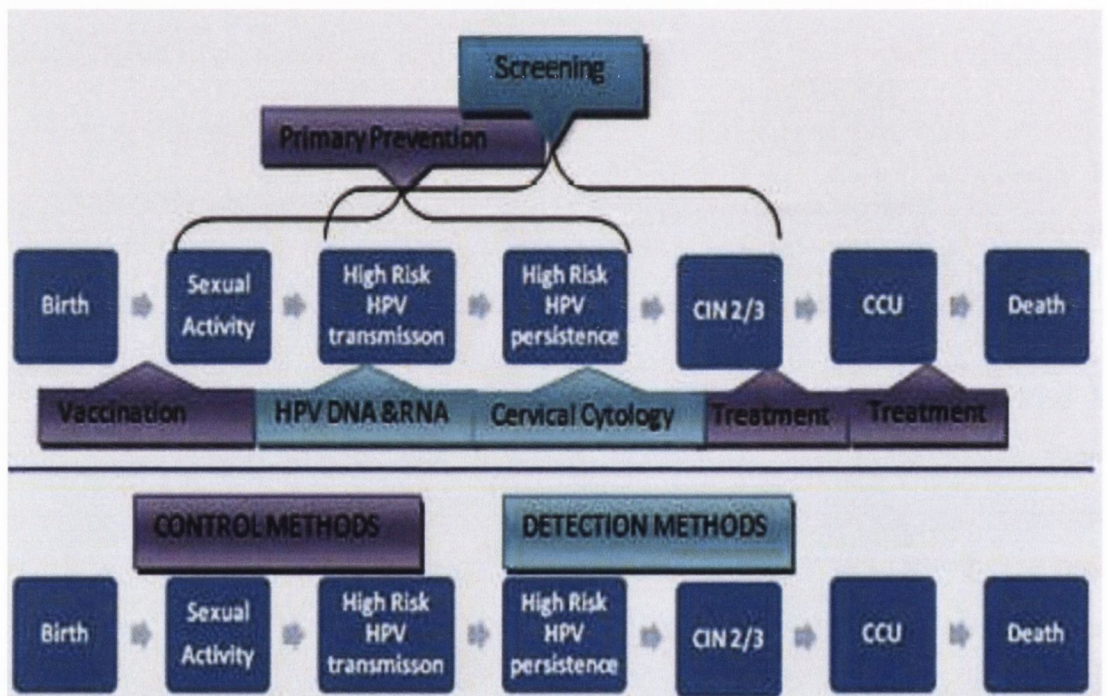 Screening
Primary Prevention
Birth
Sexual
Activity
High Risk
HPV
transmisson
High Risk
HPV
persistence
CIN 2/3
CCU
Death
Vaccination
HPV DNA &RNA
Cervical Cytology
Treatment
Treatment
CONTROL METHODS
DETECTION METHODS
Birth
Sexual
Activity
High Risk
HPV
transmisson
High Risk
HPV
persistence
CIN 2/3
CCU
Death